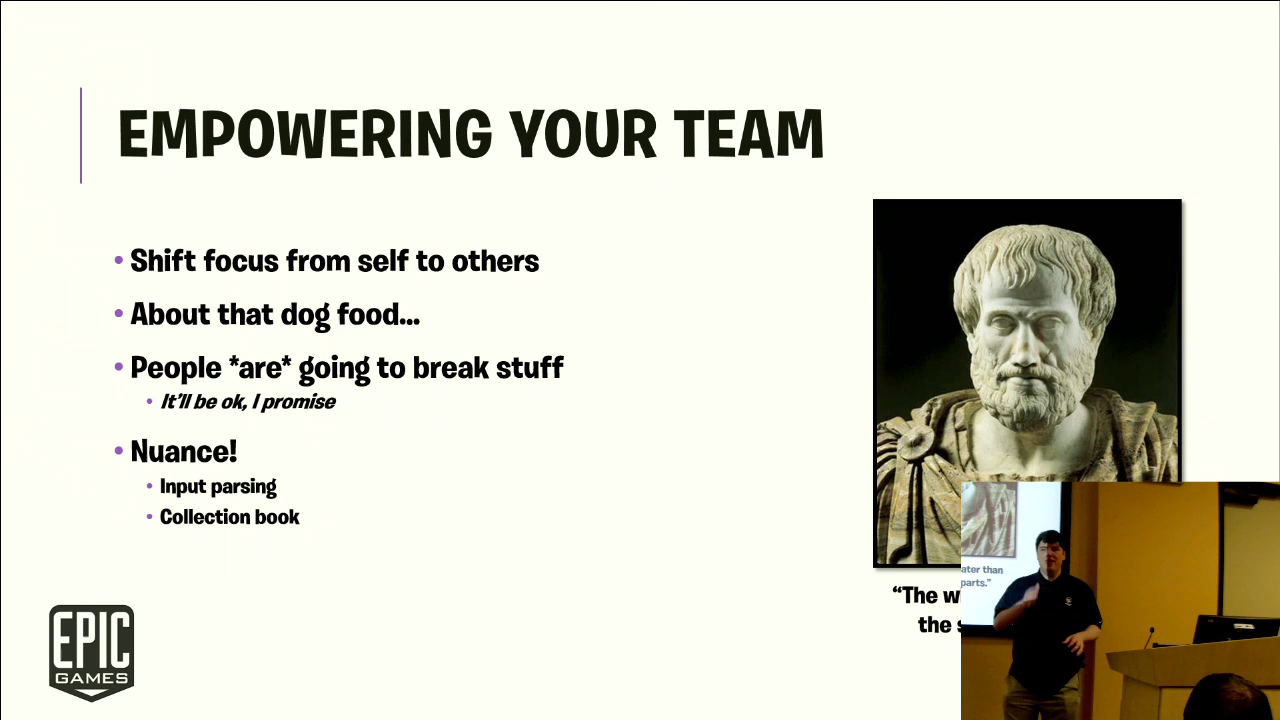 EMPOWERING YOUR TEAM
• Shift focus from self to others
• About that dog food...
• People *are* going to break stuff
• It'll be ok, I promise
• Nuance!
• Input parsing
• Collection book
"The
the
ater than
parts."
EPIC
GAMES